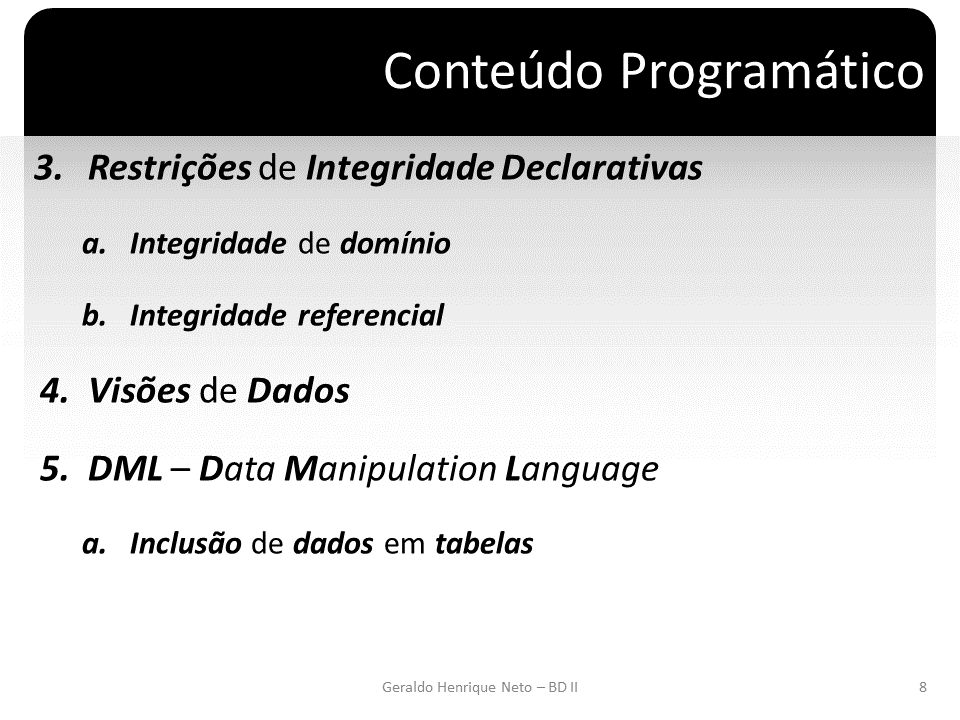 Conteúdo Programático
3. Restrições de Integridade Declarativas
a. Integridade de domínio
b. Integridade referencial
4. Visões de Dados
5. DML – Data Manipulation Language
a. Inclusão de dados em tabelas
Geraldo Henrique Neto – BD II
8